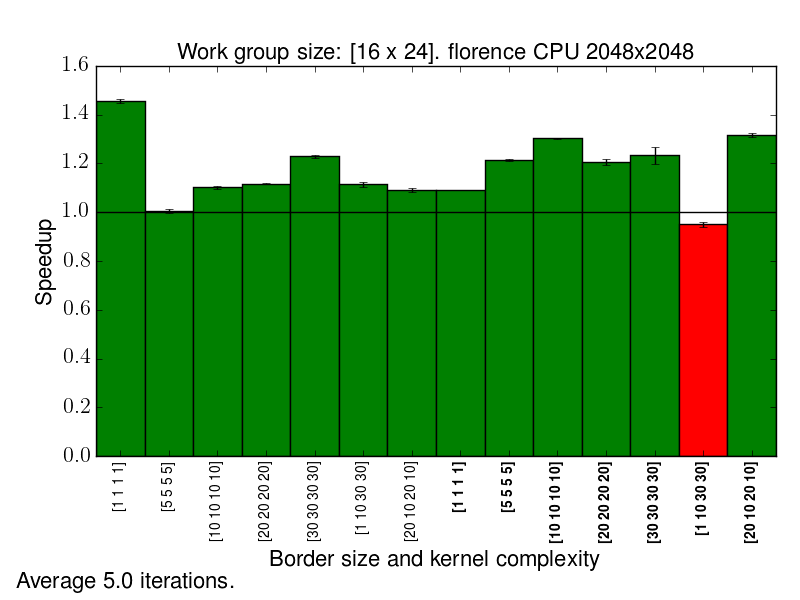 Work group size: [16 x 24]. florence CPU 2048x2048
1.6
1.4
1.2
1.0
0.8
0.6
0.4
0.2
0.0
Speedup
[1 1 1 1]
[5 5 5 5]
[10 10 10 10]
[20 20 20 20]
[30 30 30 30]
[1 10 30 30]
[20 10 20 10]
[1 1 1 1]
[5 5 5 5]
[10 10 10 10]
[20 20 20 20]
[30 30 30 30]
[1 10 30 30]
[20 10 20 10]
Border size and kernel complexity
Average 5.0 iterations.